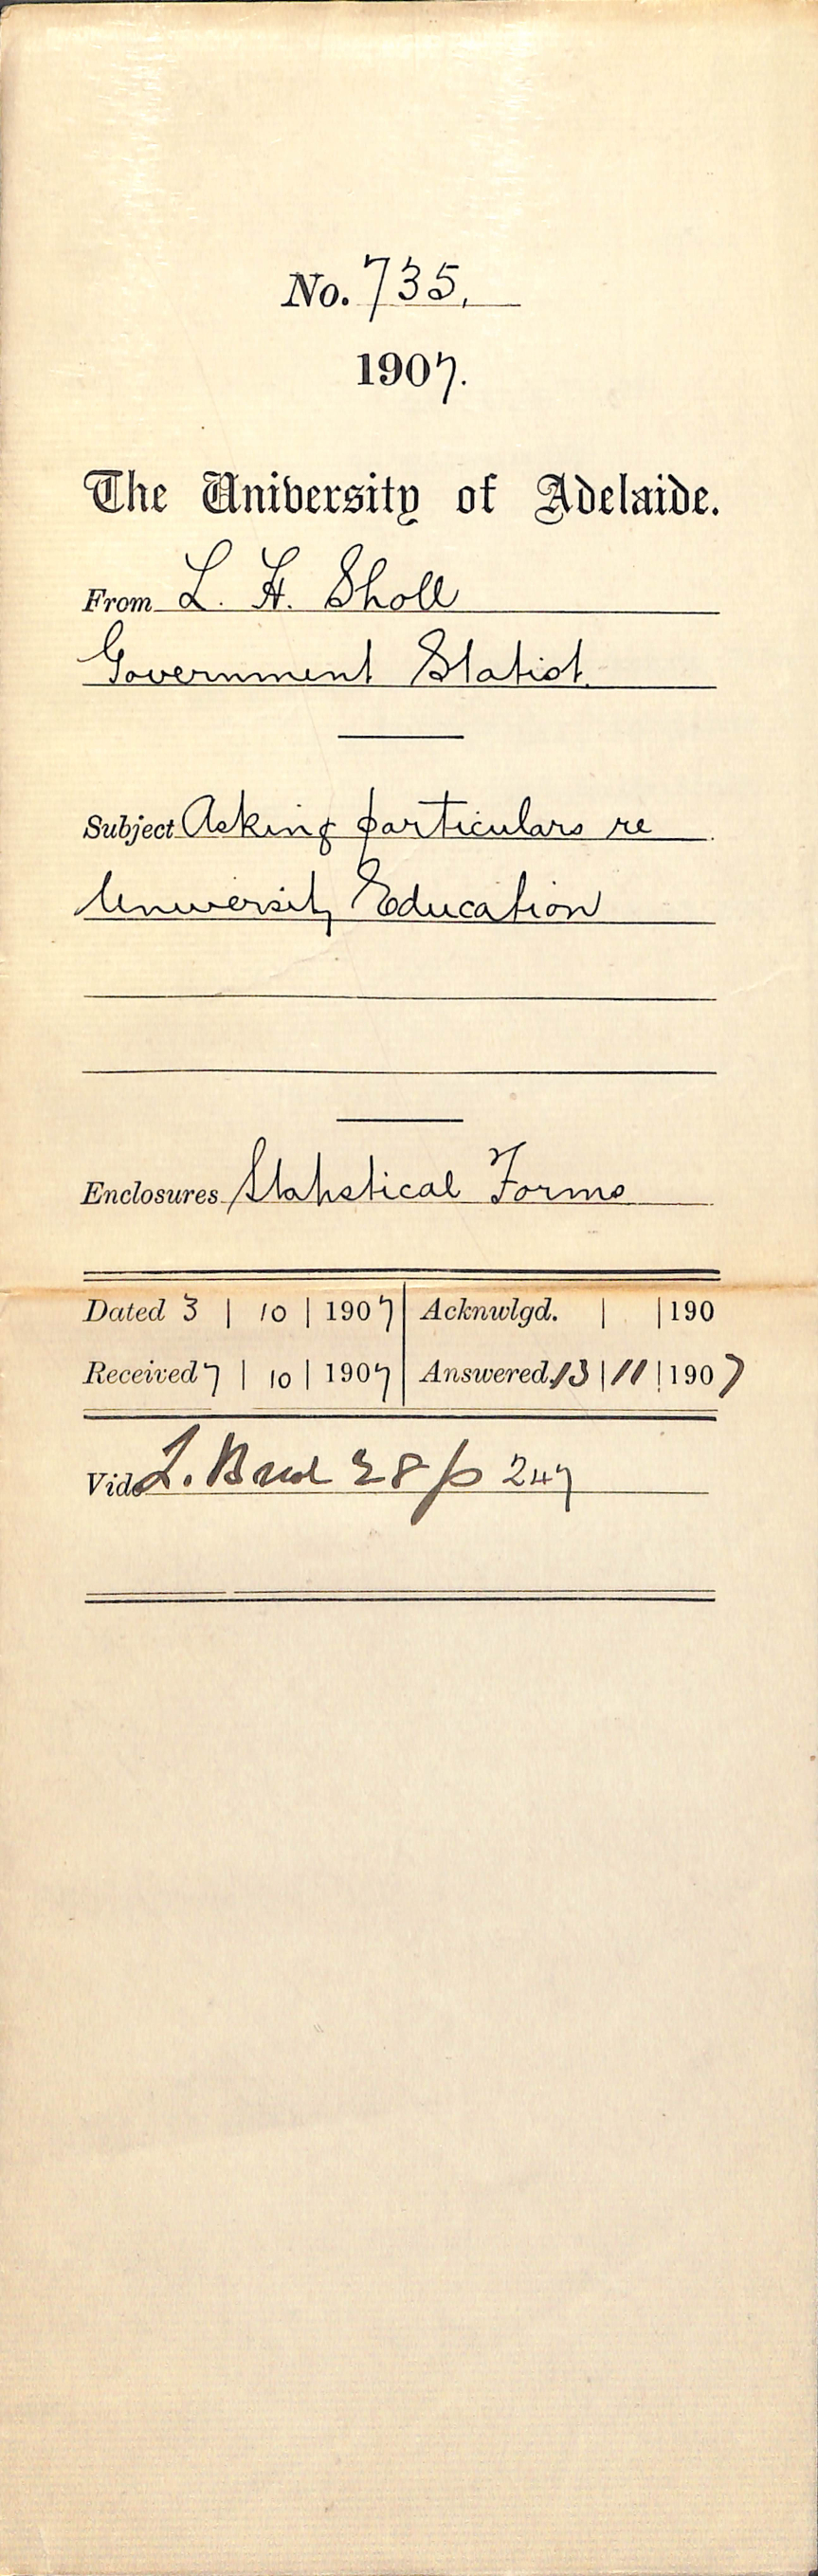 No. 735.
1907.
The University of Adelaide.
From L. H. Sholl
Government Statist.
Subject Asking particulars re
University Education
Enclosures Statistical Forms
Dated 3 | 10 | 1907 Acknwlgd. | | 190
Received 7 | 10 | 1907 Answered. 13 | 11 | 1907
Vide L. 28 p 247